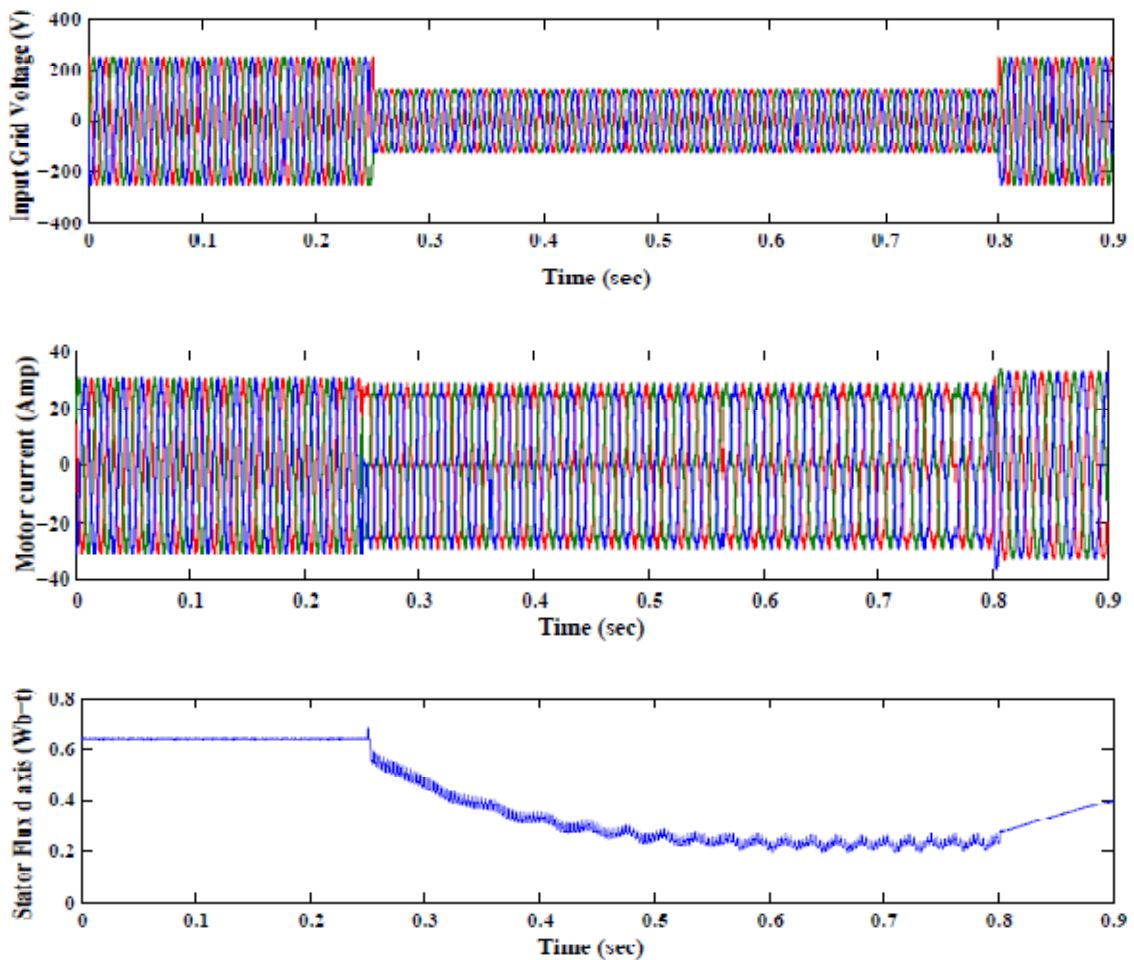 Input Grid Voltage (V)
400
200
0
−200
−400
0 0.1 0.2 0.3 0.4 0.5 0.6 0.7 0.8 0.9
Time (sec)
Motor current (Amp)
40
20
0
−20
−40
0 0.1 0.2 0.3 0.4 0.5 0.6 0.7 0.8 0.9
Time (sec)
Stator Flux d axis (Wb−t)
0.8
0.6
0.4
0.2
0
0 0.1 0.2 0.3 0.4 0.5 0.6 0.7 0.8 0.9
Time (sec)